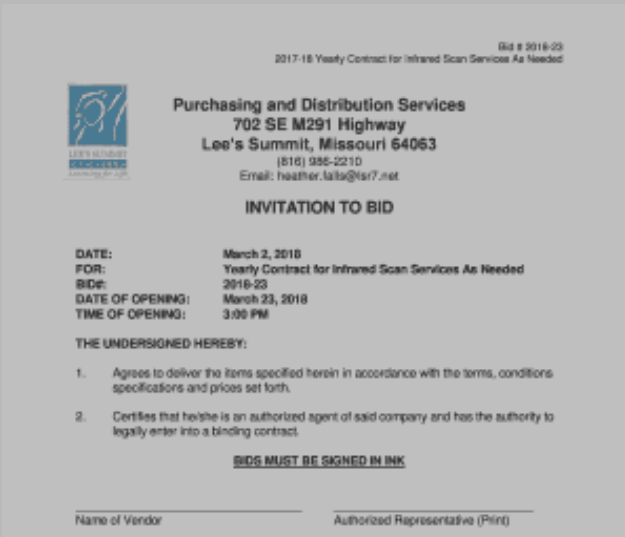 Bid # 2018-23
2017-18 Yearly Contract for Infrared Scan Services As Needed
Purchasing and Distribution Services
702 SE M291 Highway
Lee's Summit, Missouri 64063
(816) 986-2210
Email: heather.falls@lsr7.net
LEE'S SUMMIT
Learning for Life
INVITATION TO BID
DATE: March 2, 2018
FOR: Yearly Contract for Infrared Scan Services As Needed
BID#: 2018-23
DATE OF OPENING: March 23, 2018
TIME OF OPENING: 3:00 PM
THE UNDERSIGNED HEREBY:
1. Agrees to deliver the items specified herein in accordance with the terms, conditions
specifications and prices set forth.
2. Certifies that he/she is an authorized agent of said company and has the authority to
legally enter into a binding contract.
BIDS MUST BE SIGNED IN INK
Name of Vendor Authorized Representative (Print)